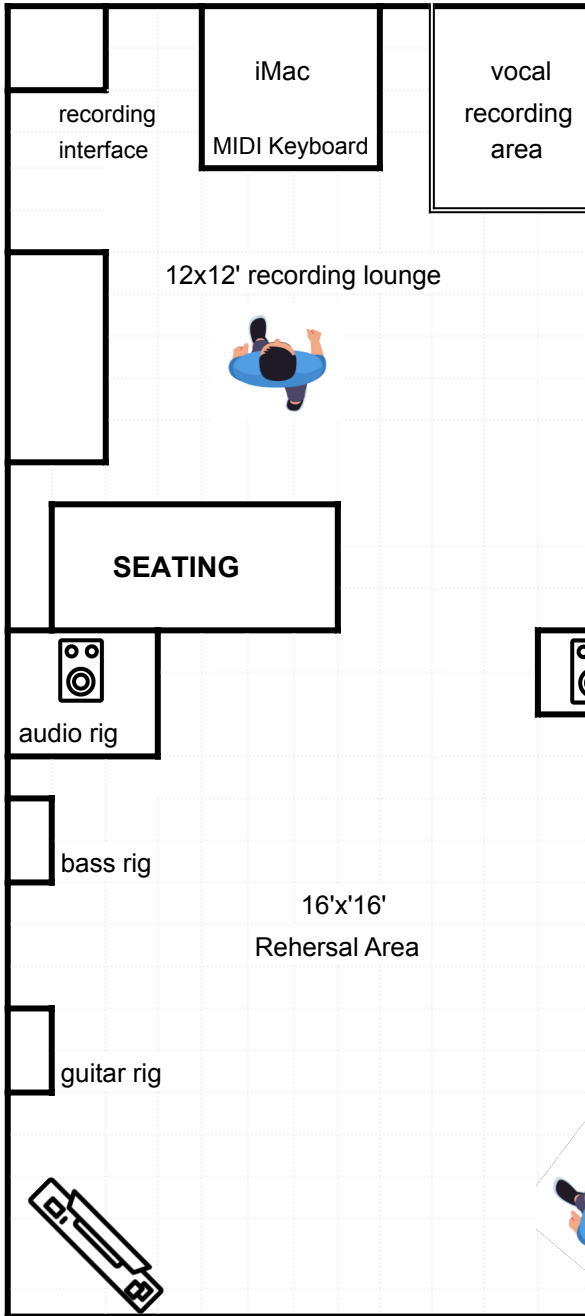 iMac
MIDI Keyboard
vocal
recording
area
recording
interface
12x12' recording lounge
SEATING
audio rig
bass rig
16'x'16'
Rehersal Area
guitar rig